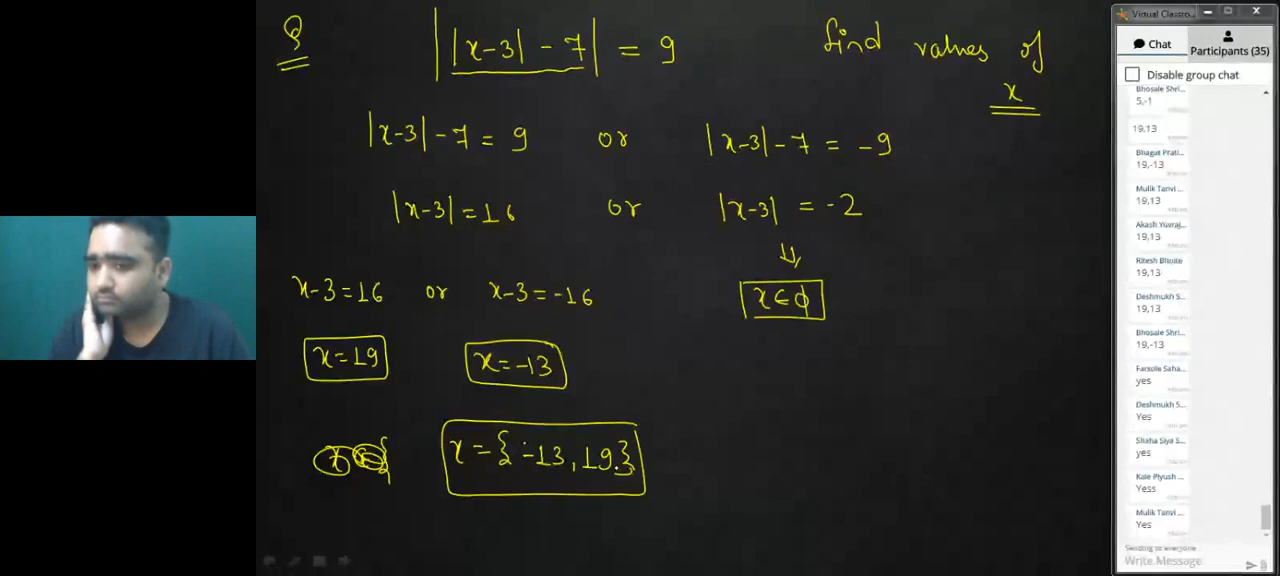 Q ||x-3| - 7| = 9 find values of x
|x-3| - 7 = 9 or |x-3| - 7 = -9
|x-3| = 16 or |x-3| = -2
⇓
x-3 = 16 or x-3 = -16 x ∈ ϕ
x = 19 x = -13
x = {-13, 19}
Virtual Classro...
Chat
Participants (35)
Disable group chat
Bhosale Shri...
5,-1
19,13
Bhagut Prati...
19,-13
Mulik Tanvi ...
19,13
Akash Yuvraj...
19,13
Ritesh Bhoite
19,13
Deshmukh S...
19,13
Bhosale Shri...
19,-13
Farsole Saha...
yes
Deshmukh S...
Yes
Shaha Siya S...
yes
Kale Piyush ...
Yess
Mulik Tanvi ...
Yes
Sending to everyone
Write Message